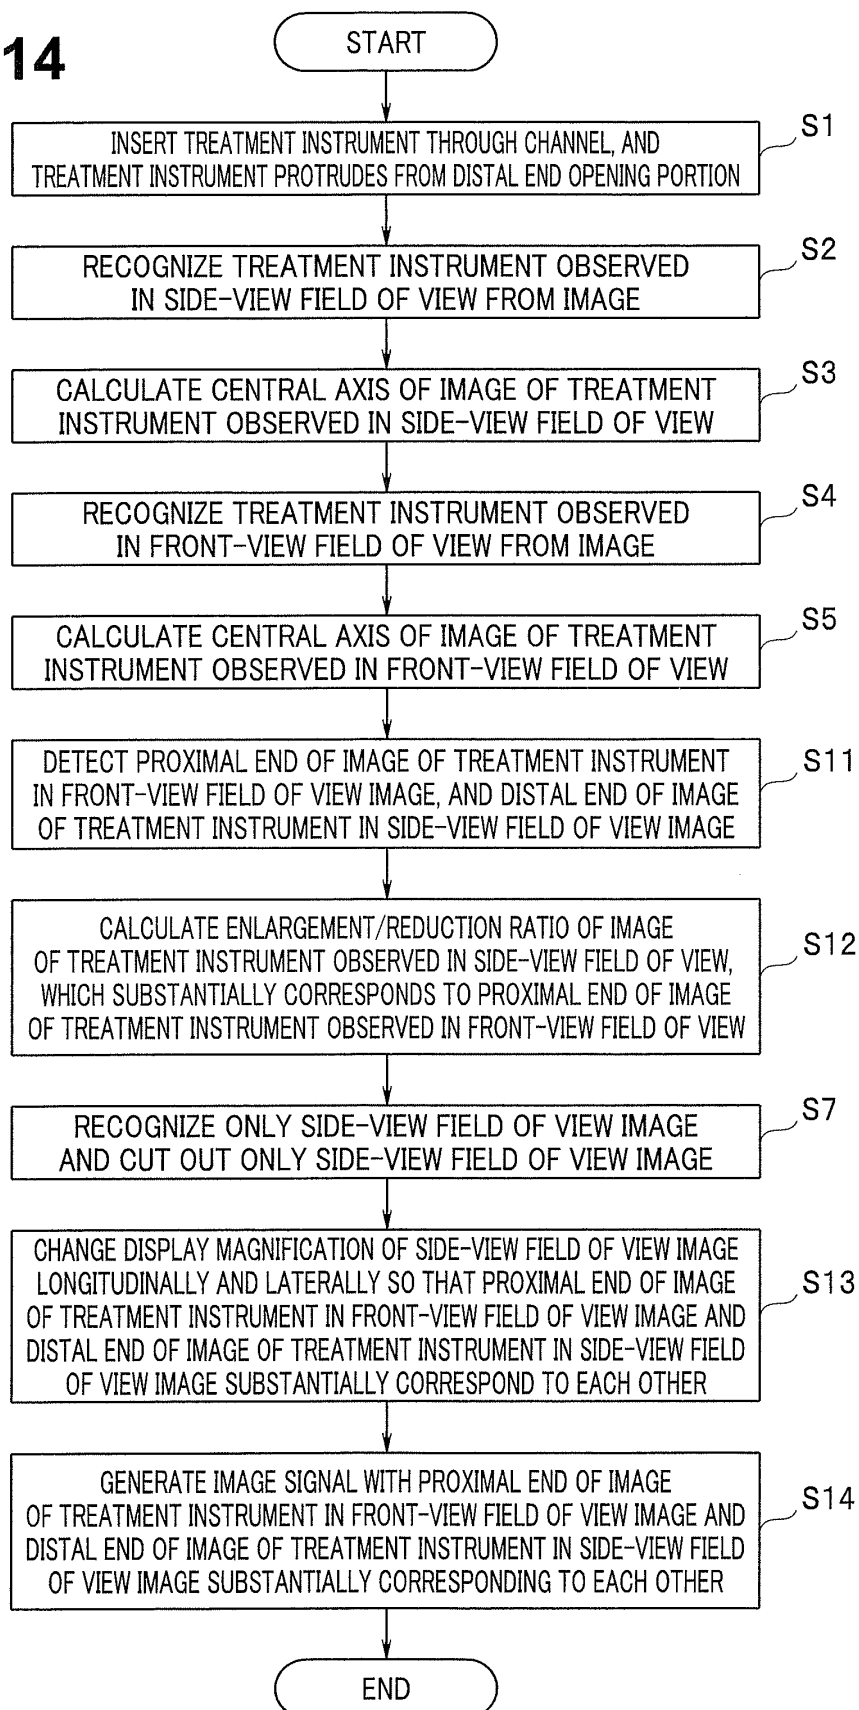 14
START
S1
INSERT TREATMENT INSTRUMENT THROUGH CHANNEL, AND
TREATMENT INSTRUMENT PROTRUDES FROM DISTAL END OPENING PORTION
S2
RECOGNIZE TREATMENT INSTRUMENT OBSERVED
IN SIDE-VIEW FIELD OF VIEW FROM IMAGE
S3
CALCULATE CENTRAL AXIS OF IMAGE OF TREATMENT
INSTRUMENT OBSERVED IN SIDE-VIEW FIELD OF VIEW
S4
RECOGNIZE TREATMENT INSTRUMENT OBSERVED
IN FRONT-VIEW FIELD OF VIEW FROM IMAGE
S5
CALCULATE CENTRAL AXIS OF IMAGE OF TREATMENT
INSTRUMENT OBSERVED IN FRONT-VIEW FIELD OF VIEW
S11
DETECT PROXIMAL END OF IMAGE OF TREATMENT INSTRUMENT
IN FRONT-VIEW FIELD OF VIEW IMAGE, AND DISTAL END OF IMAGE
OF TREATMENT INSTRUMENT IN SIDE-VIEW FIELD OF VIEW IMAGE
S12
CALCULATE ENLARGEMENT/REDUCTION RATIO OF IMAGE
OF TREATMENT INSTRUMENT OBSERVED IN SIDE-VIEW FIELD OF VIEW,
WHICH SUBSTANTIALLY CORRESPONDS TO PROXIMAL END OF IMAGE
OF TREATMENT INSTRUMENT OBSERVED IN FRONT-VIEW FIELD OF VIEW
S7
RECOGNIZE ONLY SIDE-VIEW FIELD OF VIEW IMAGE
AND CUT OUT ONLY SIDE-VIEW FIELD OF VIEW IMAGE
S13
CHANGE DISPLAY MAGNIFICATION OF SIDE-VIEW FIELD OF VIEW IMAGE
LONGITUDINALLY AND LATERALLY SO THAT PROXIMAL END OF IMAGE
OF TREATMENT INSTRUMENT IN FRONT-VIEW FIELD OF VIEW IMAGE AND
DISTAL END OF IMAGE OF TREATMENT INSTRUMENT IN SIDE-VIEW FIELD
OF VIEW IMAGE SUBSTANTIALLY CORRESPOND TO EACH OTHER
S14
GENERATE IMAGE SIGNAL WITH PROXIMAL END OF IMAGE
OF TREATMENT INSTRUMENT IN FRONT-VIEW FIELD OF VIEW IMAGE AND
DISTAL END OF IMAGE OF TREATMENT INSTRUMENT IN SIDE-VIEW FIELD
OF VIEW IMAGE SUBSTANTIALLY CORRESPONDING TO EACH OTHER
END